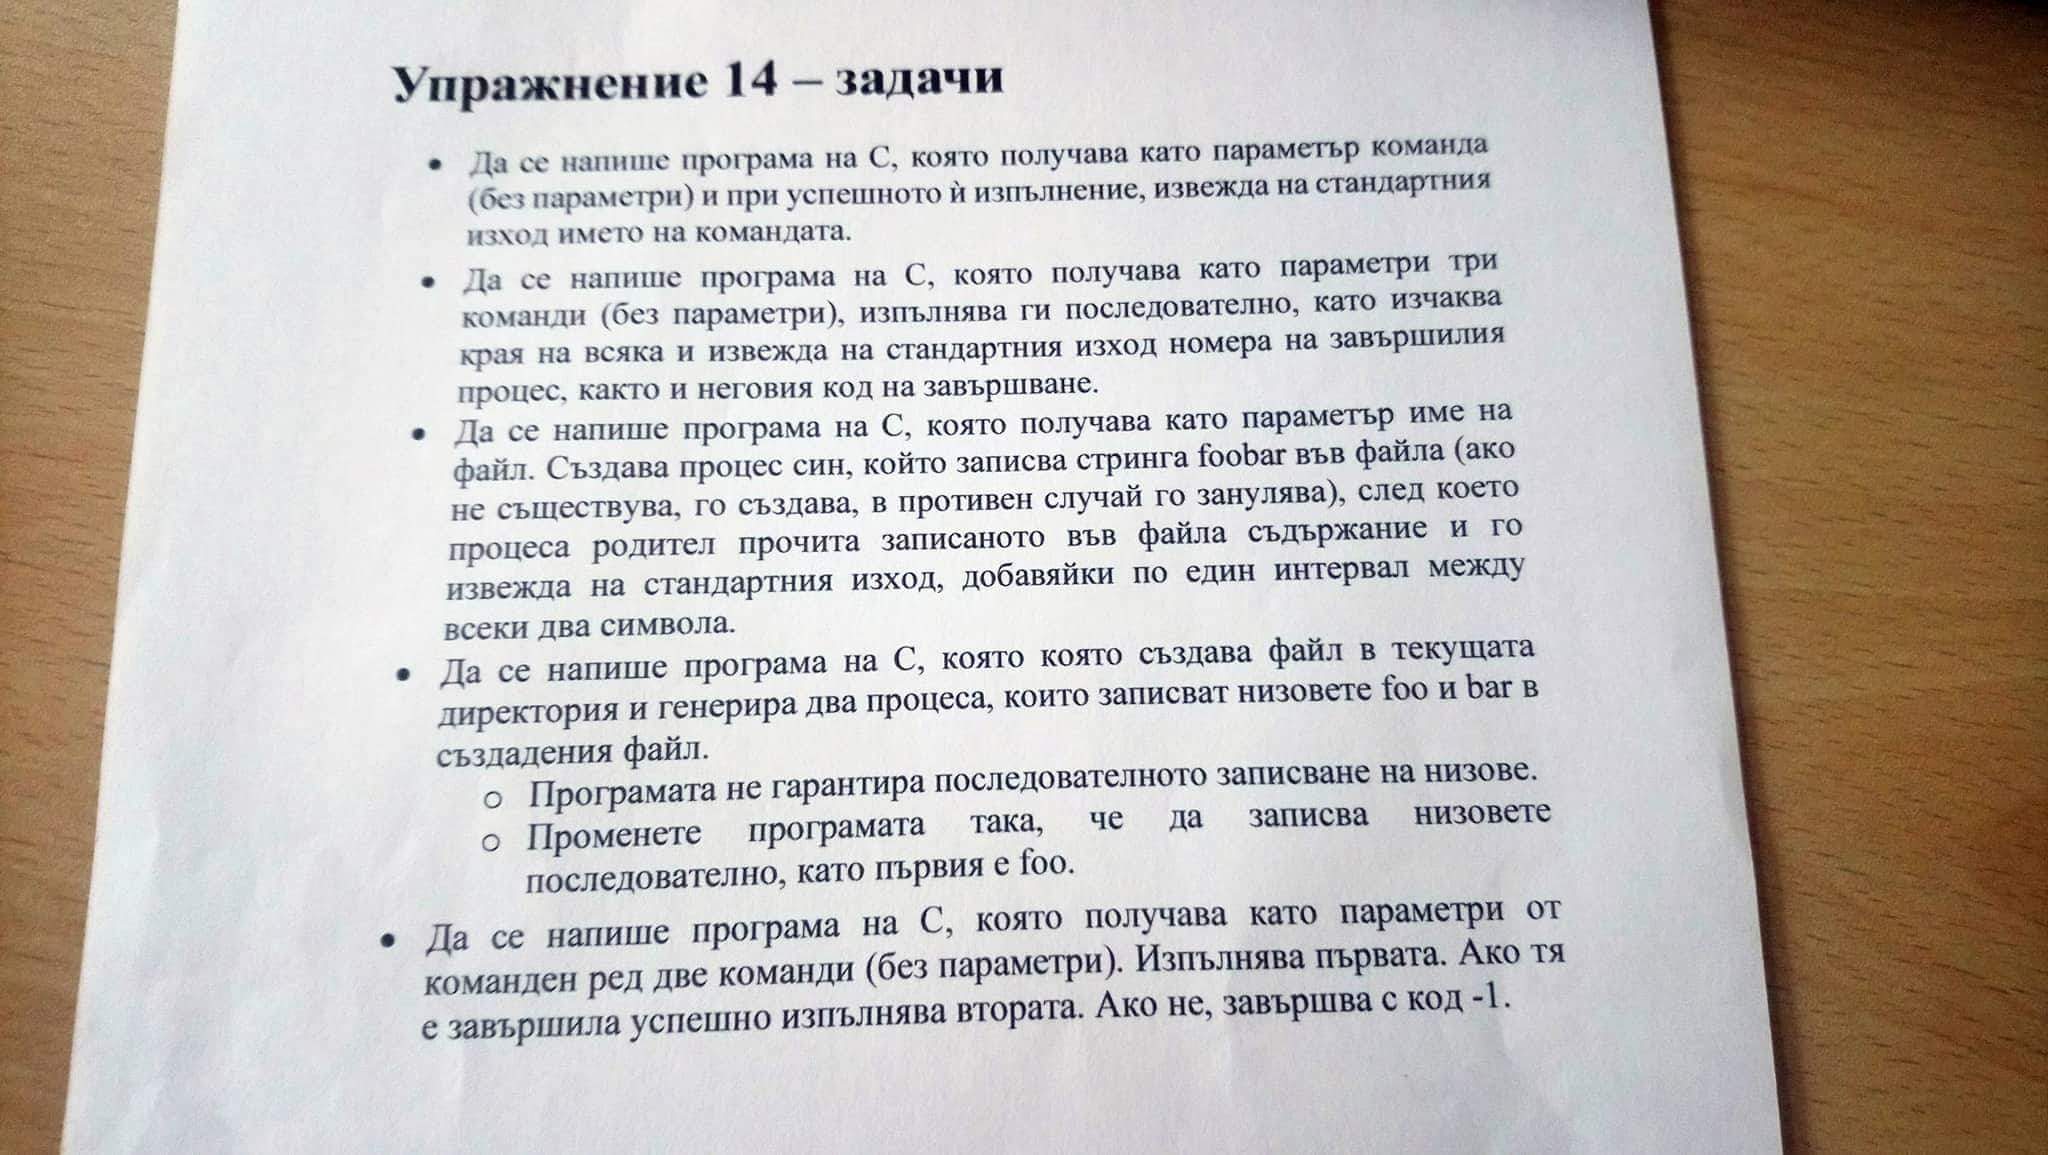 Упражнение 14 – задачи
• Да се напише програма на C, която получава като параметър команда
(без параметри) и при успешното ѝ изпълнение, извежда на стандартния
изход името на командата.
• Да се напише програма на C, която получава като параметри три
команди (без параметри), изпълнява ги последователно, като изчаква
края на всяка и извежда на стандартния изход номера на завършилия
процес, както и неговия код на завършване.
• Да се напише програма на C, която получава като параметър име на
файл. Създава процес син, който записва стринга foobar във файла (ако
не съществува, го създава, в противен случай го занулява), след което
процеса родител прочита записаното във файла съдържание и го
извежда на стандартния изход, добавяйки по един интервал между
всеки два символа.
• Да се напише програма на C, която която създава файл в текущата
директория и генерира два процеса, които записват низовете foo и bar в
създадения файл.
o Програмата не гарантира последователното записване на низове.
o Променете програмата така, че да записва низовете
последователно, като първия е foo.
• Да се напише програма на C, която получава като параметри от
команден ред две команди (без параметри). Изпълнява първата. Ако тя
е завършила успешно изпълнява втората. Ако не, завършва с код -1.